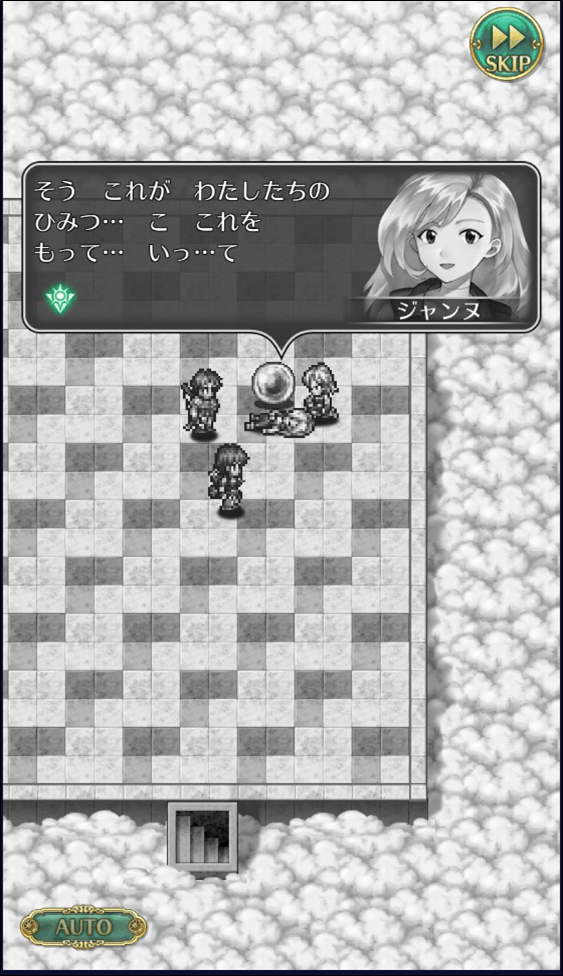 SKIP
そう　これが　わたしたちの
ひみつ…　こ　これを
もって…　いっ…て
ジャンヌ
AUTO